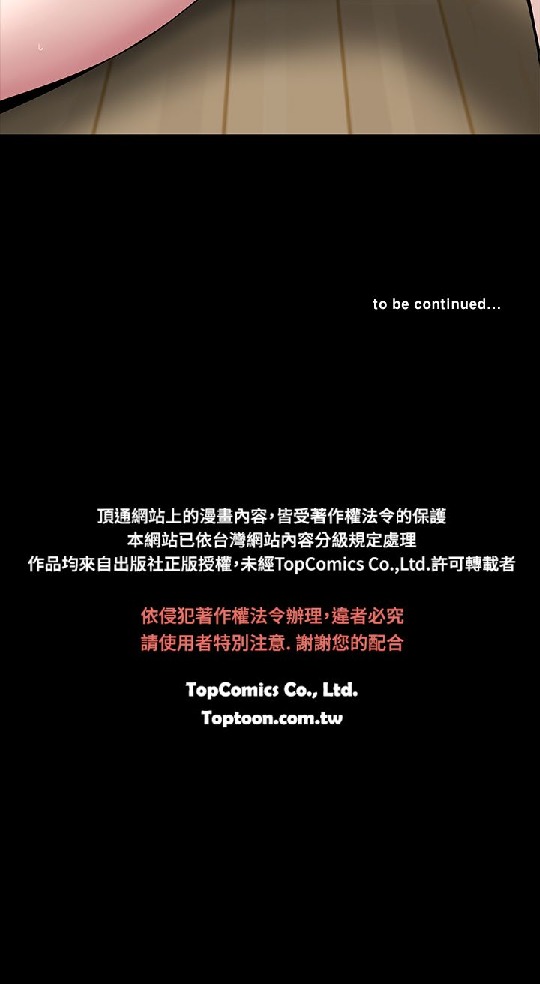 to be continued...
頂通網站上的漫畫內容，皆受著作權法令的保護
本網站已依台灣網站內容分級規定處理
作品均來自出版社正版授權，未經TopComics Co.,Ltd.許可轉載者
依侵犯著作權法令辦理，違者必究
請使用者特別注意. 謝謝您的配合
TopComics Co., Ltd.
Toptoon.com.tw